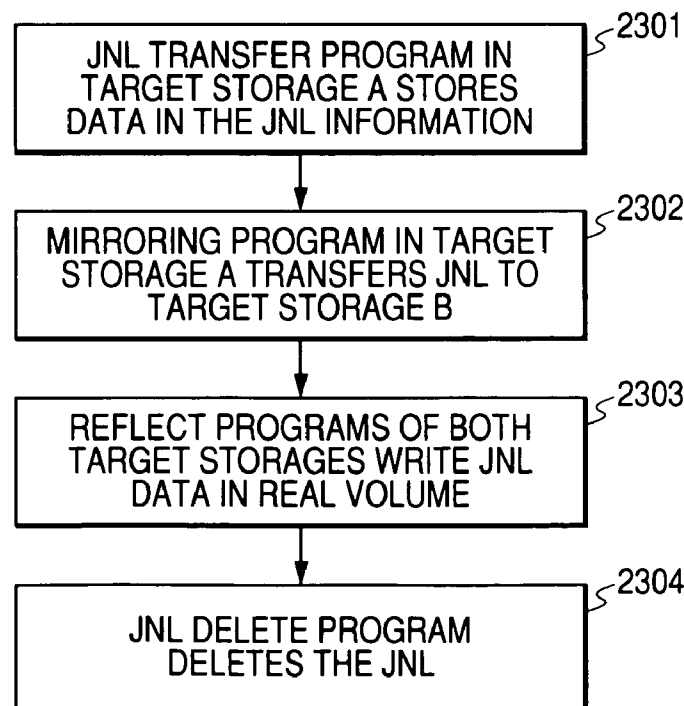 2301
JNL TRANSFER PROGRAM IN
TARGET STORAGE A STORES
DATA IN THE JNL INFORMATION
2302
MIRRORING PROGRAM IN TARGET
STORAGE A TRANSFERS JNL TO
TARGET STORAGE B
2303
REFLECT PROGRAMS OF BOTH
TARGET STORAGES WRITE JNL
DATA IN REAL VOLUME
2304
JNL DELETE PROGRAM
DELETES THE JNL